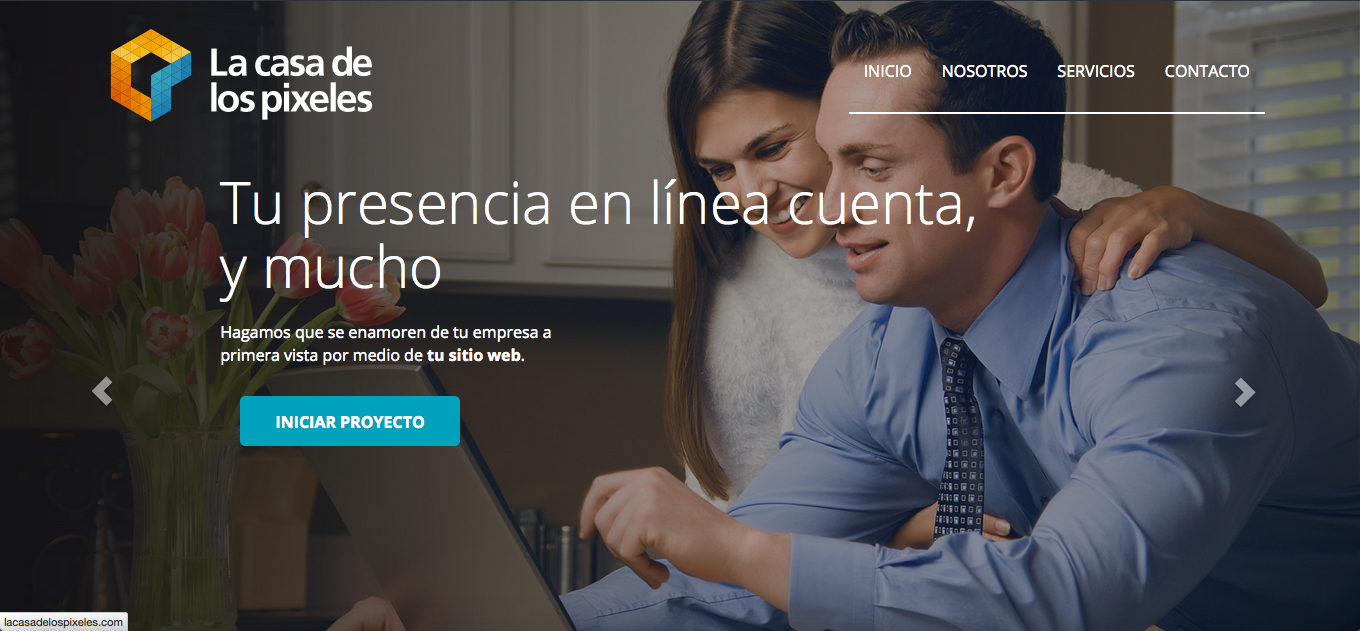 La casa de
los pixeles
INICIO NOSOTROS SERVICIOS CONTACTO
Tu presencia en línea cuenta,
y mucho
Hagamos que se enamoren de tu empresa a
primera vista por medio de tu sitio web.
INICIAR PROYECTO
lacasadelospixeles.com